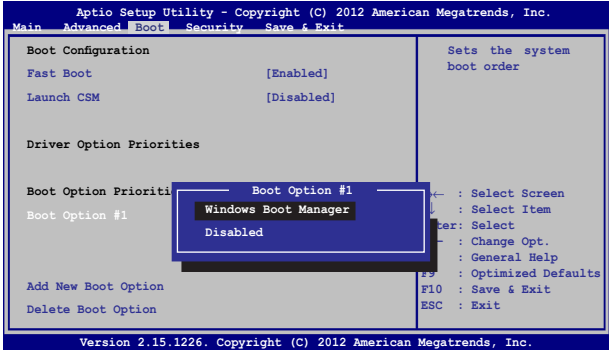 Aptio Setup Utility - Copyright (C) 2012 American Megatrends, Inc.
Main Advanced Boot Security Save & Exit
Boot Configuration
Fast Boot [Enabled]
Launch CSM [Disabled]
Driver Option Priorities
Boot Option Prioriti
Boot Option #1
Add New Boot Option
Delete Boot Option
Boot Option #1
Windows Boot Manager
Disabled
Sets the system
boot order
← : Select Screen
: Select Item
ter: Select
: Change Opt.
: General Help
F9 : Optimized Defaults
F10 : Save & Exit
ESC : Exit
Version 2.15.1226. Copyright (C) 2012 American Megatrends, Inc.